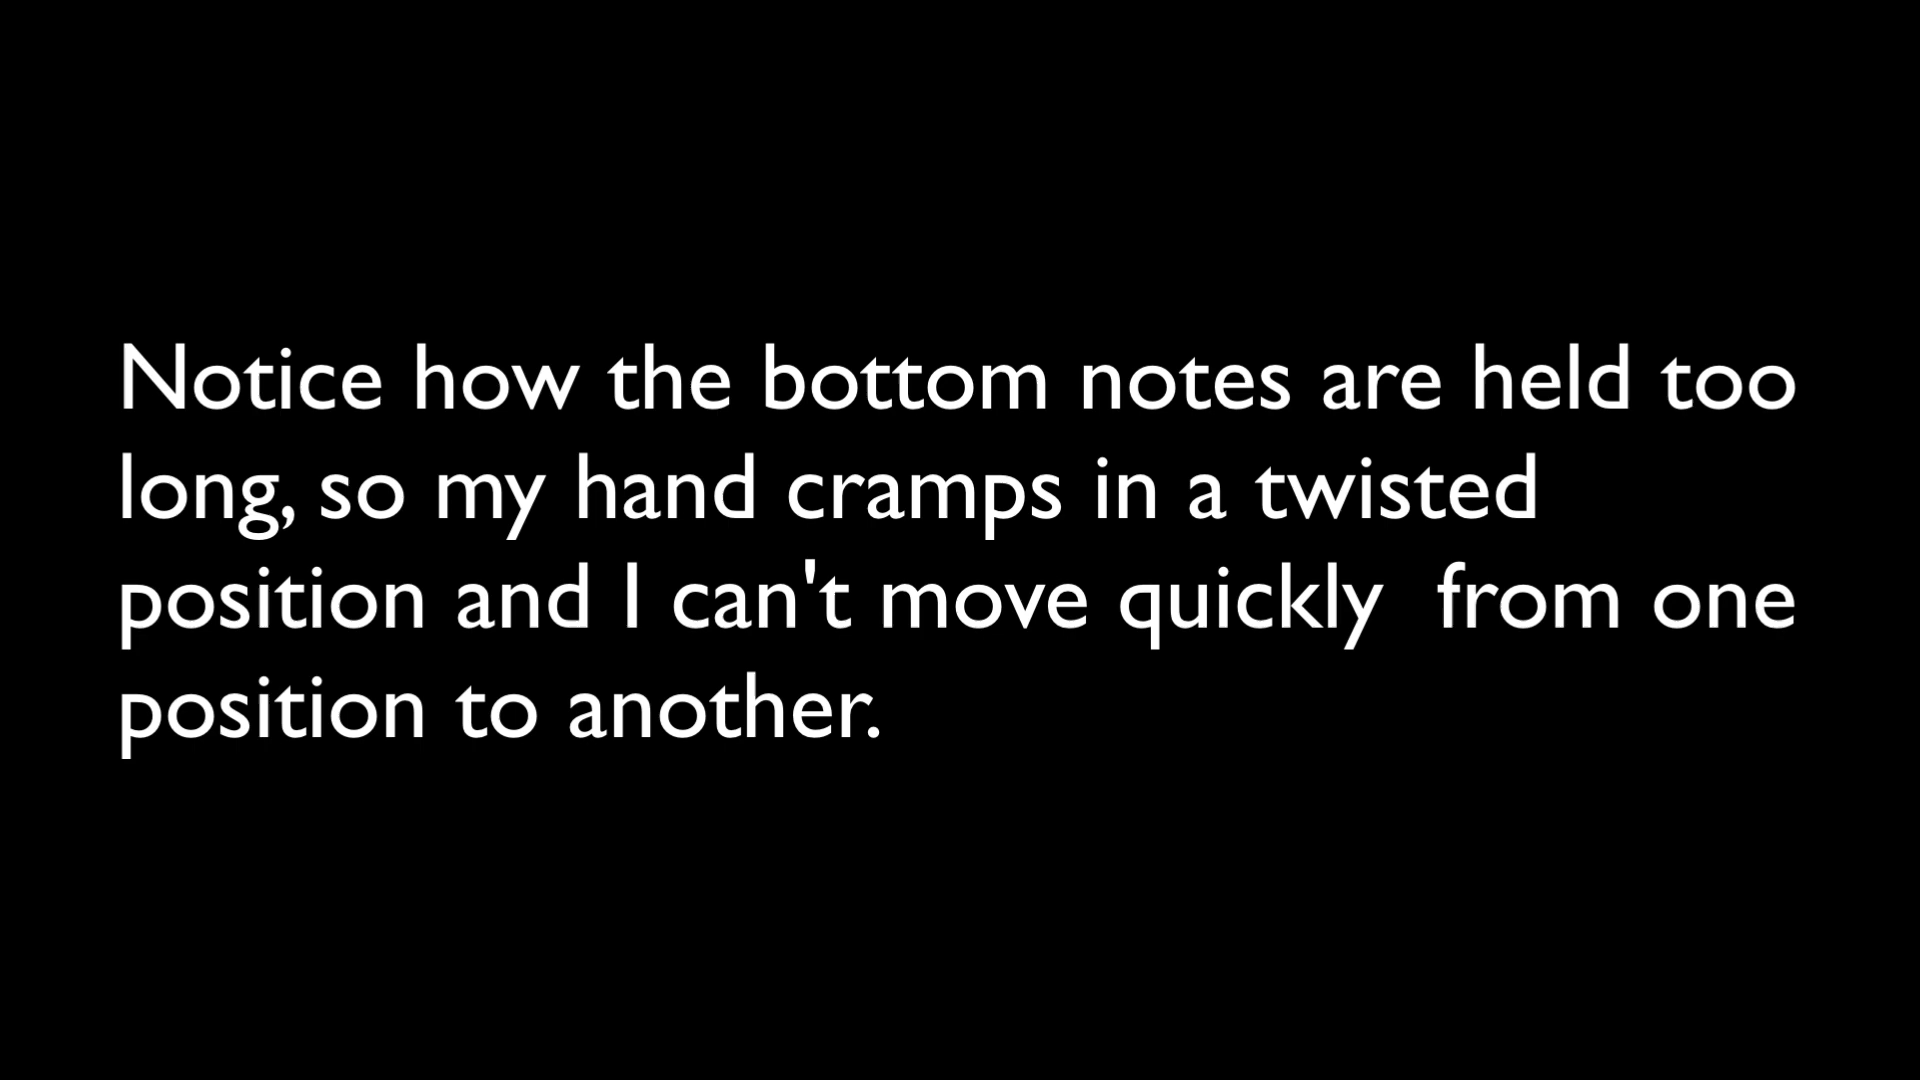 Notice how the bottom notes are held too
long, so my hand cramps in a twisted
position and I can't move quickly  from one
position to another.